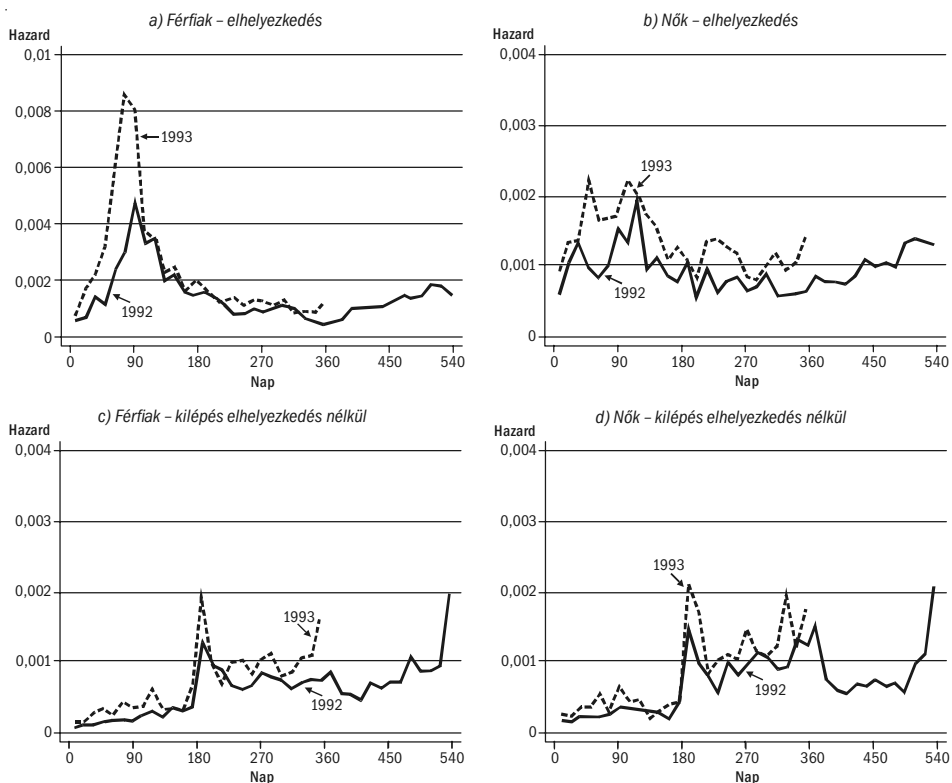 a) Férfiak – elhelyezkedés
Hazard
0,01
0,008
0,006
0,004
0,002
0
1993
1992
0 90 180 270 360 450 540
Nap
b) Nők – elhelyezkedés
Hazard
0,004
0,003
0,002
0,001
0
1993
1992
0 90 180 270 360 450 540
Nap
c) Férfiak – kilépés elhelyezkedés nélkül
Hazard
0,004
0,003
0,002
0,001
0
1993
1992
0 90 180 270 360 450 540
Nap
d) Nők – kilépés elhelyezkedés nélkül
Hazard
0,004
0,003
0,002
0,001
0
1993
1992
0 90 180 270 360 450 540
Nap